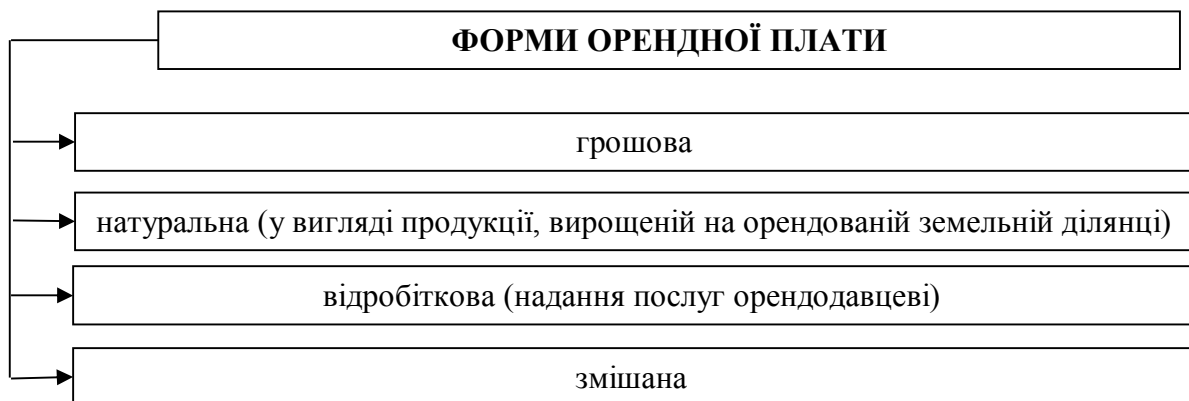 ФОРМИ ОРЕНДНОЇ ПЛАТИ
грошова
натуральна (у вигляді продукції, вирощеній на орендованій земельній ділянці)
відробіткова (надання послуг орендодавцеві)
змішана